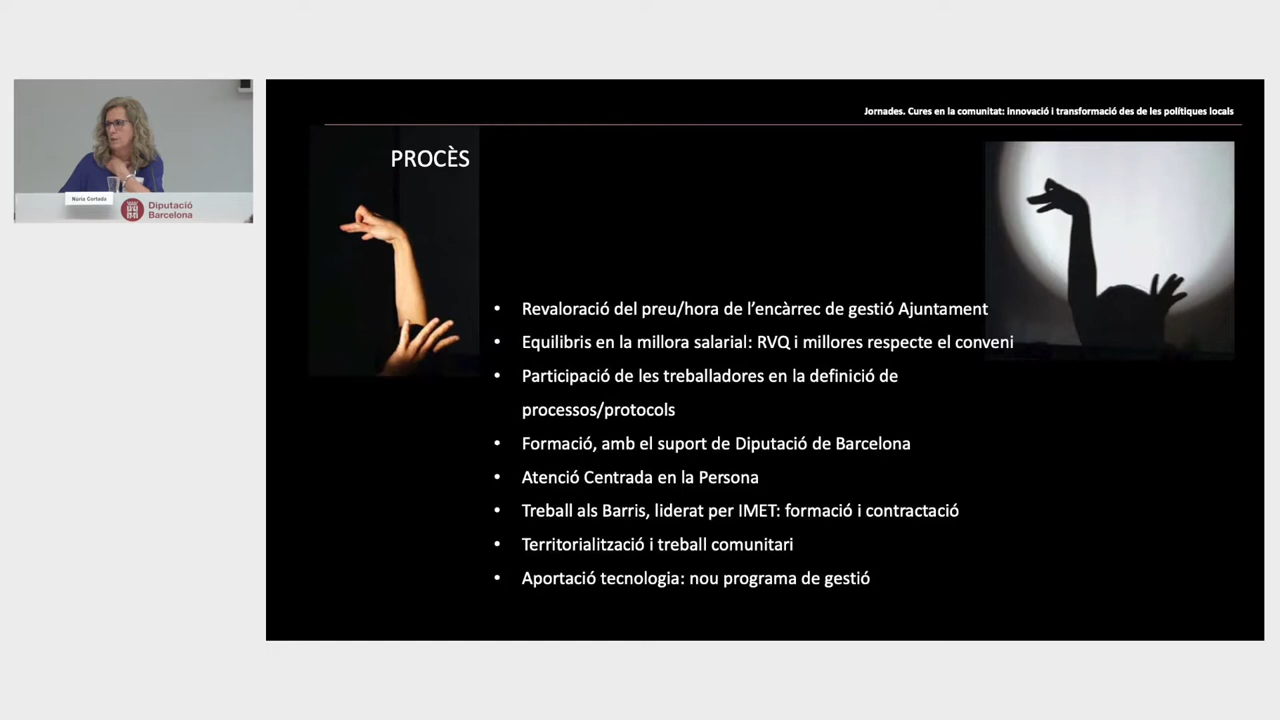 Jornades. Cures en la comunitat: innovació i transformació des de les polítiques locals
PROCÈS
Núria Cortada
Diputació
Barcelona
• Revaloració del preu/hora de l’encàrrec de gestió Ajuntament
• Equilibris en la millora salarial: RVQ i millores respecte el conveni
• Participació de les treballadores en la definició de
processos/protocols
• Formació, amb el suport de Diputació de Barcelona
• Atenció Centrada en la Persona
• Treball als Barris, liderat per IMET: formació i contractació
• Territorialització i treball comunitari
• Aportació tecnologia: nou programa de gestió